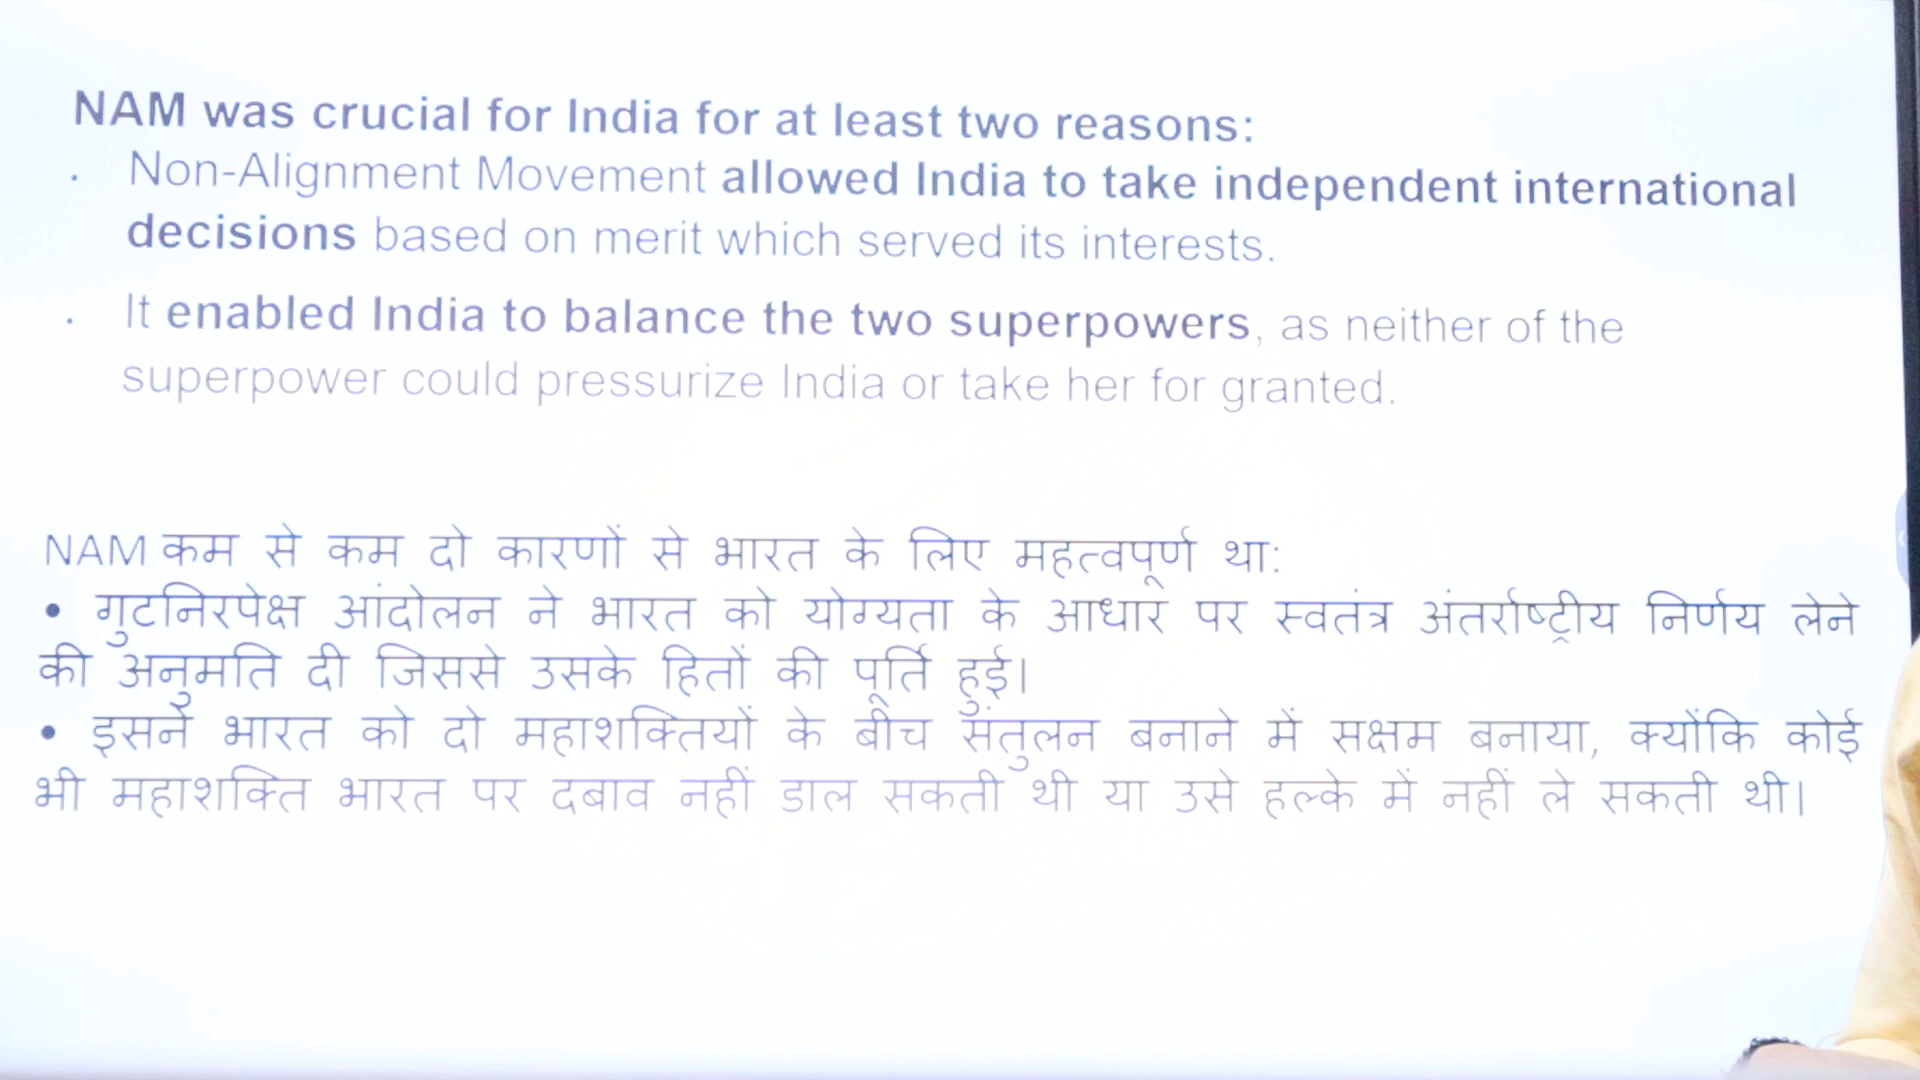 NAM was crucial for India for at least two reasons:
· Non-Alignment Movement allowed India to take independent international
decisions based on merit which served its interests.
· It enabled India to balance the two superpowers, as neither of the
superpower could pressurize India or take her for granted.
NAM कम से कम दो कारणों से भारत के लिए महत्वपूर्ण था:
• गुटनिरपेक्ष आंदोलन ने भारत को योग्यता के आधार पर स्वतंत्र अंतर्राष्ट्रीय निर्णय लेने
की अनुमति दी जिससे उसके हितों की पूर्ति हुई।
• इसने भारत को दो महाशक्तियों के बीच संतुलन बनाने में सक्षम बनाया, क्योंकि कोई
भी महाशक्ति भारत पर दबाव नहीं डाल सकती थी या उसे हल्के में नहीं ले सकती थी।